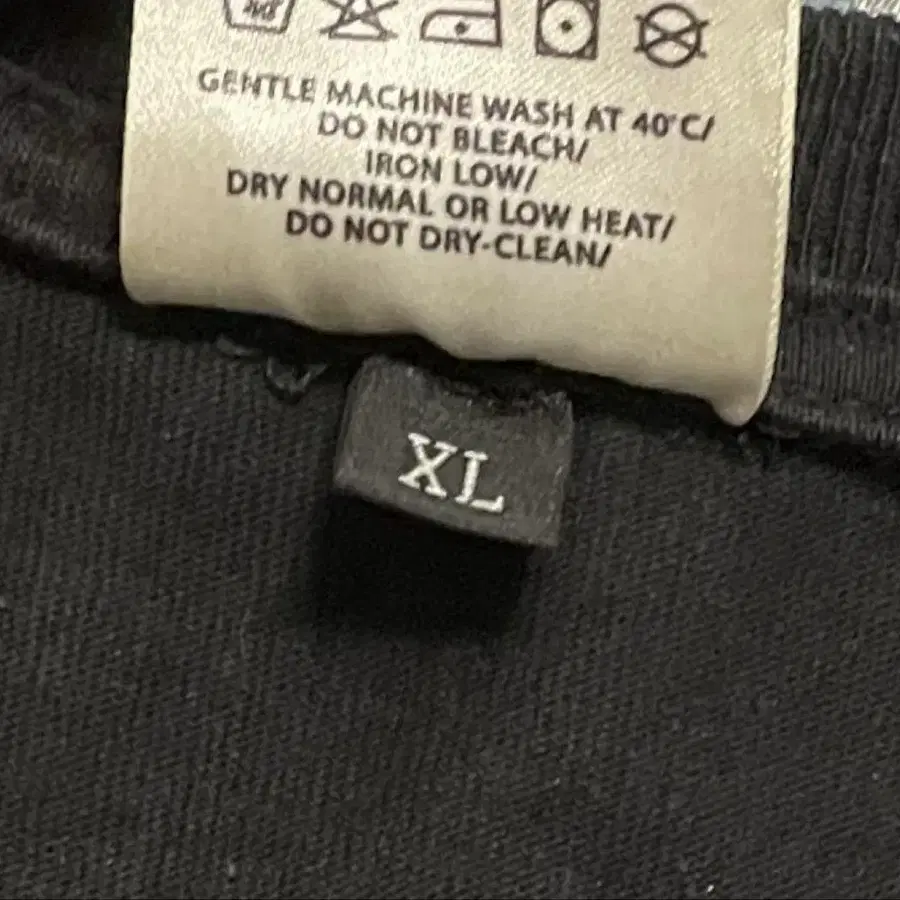 GENTLE MACHINE WASH AT 40°C/
DO NOT BLEACH/
IRON LOW/
DRY NORMAL OR LOW HEAT/
DO NOT DRY-CLEAN/
XL